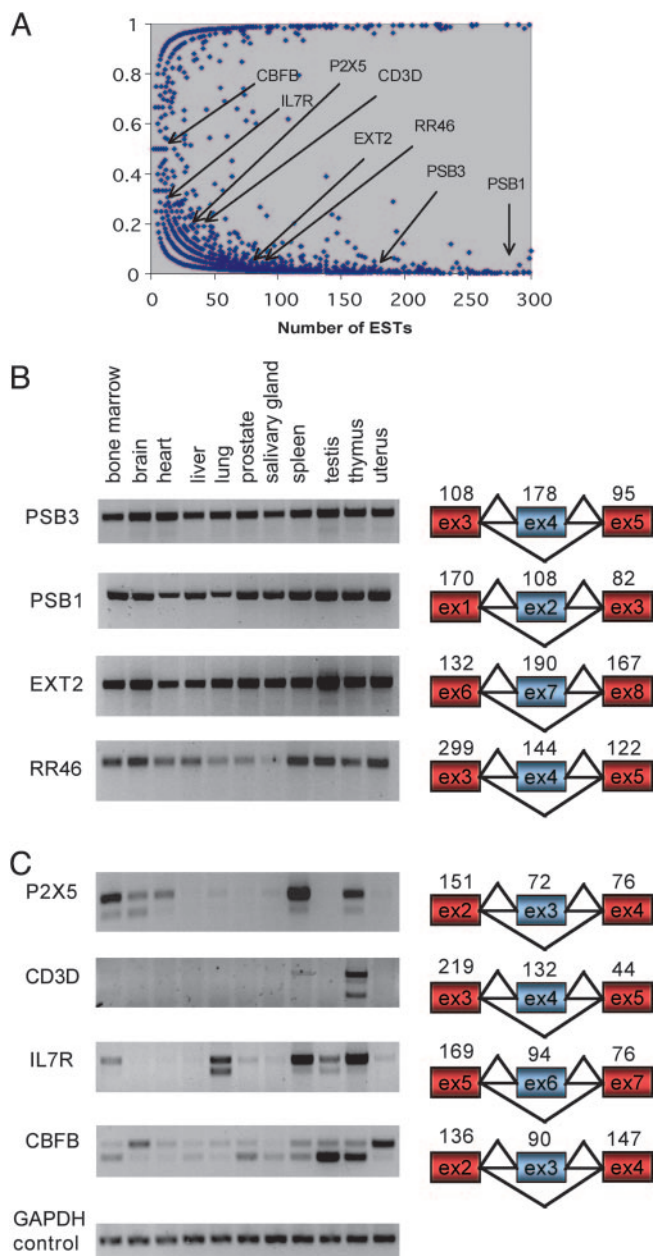 A
1
0.8
0.6
0.4
0.2
0
CBFB
P2X5
CD3D
IL7R
EXT2
RR46
PSB3
PSB1
0 50 100 150 200 250 300
Number of ESTs
B
bone marrow
brain
heart
liver
lung
prostate
salivary gland
spleen
testis
thymus
uterus
PSB3
108 178 95
ex3 ex4 ex5
PSB1
170 108 82
ex1 ex2 ex3
EXT2
132 190 167
ex6 ex7 ex8
RR46
299 144 122
ex3 ex4 ex5
C
P2X5
151 72 76
ex2 ex3 ex4
CD3D
219 132 44
ex3 ex4 ex5
IL7R
169 94 76
ex5 ex6 ex7
CBFB
136 90 147
ex2 ex3 ex4
GAPDH
control